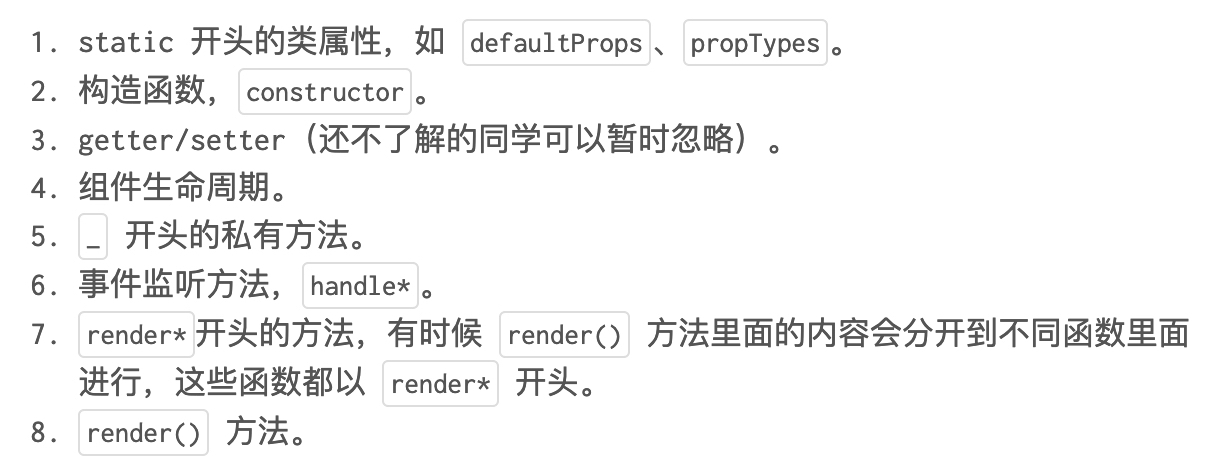 1. static 开头的类属性，如 defaultProps、propTypes。
2. 构造函数，constructor。
3. getter/setter（还不了解的同学可以暂时忽略）。
4. 组件生命周期。
5. _ 开头的私有方法。
6. 事件监听方法，handle*。
7. render*开头的方法，有时候 render() 方法里面的内容会分开到不同函数里面
进行，这些函数都以 render* 开头。
8. render() 方法。